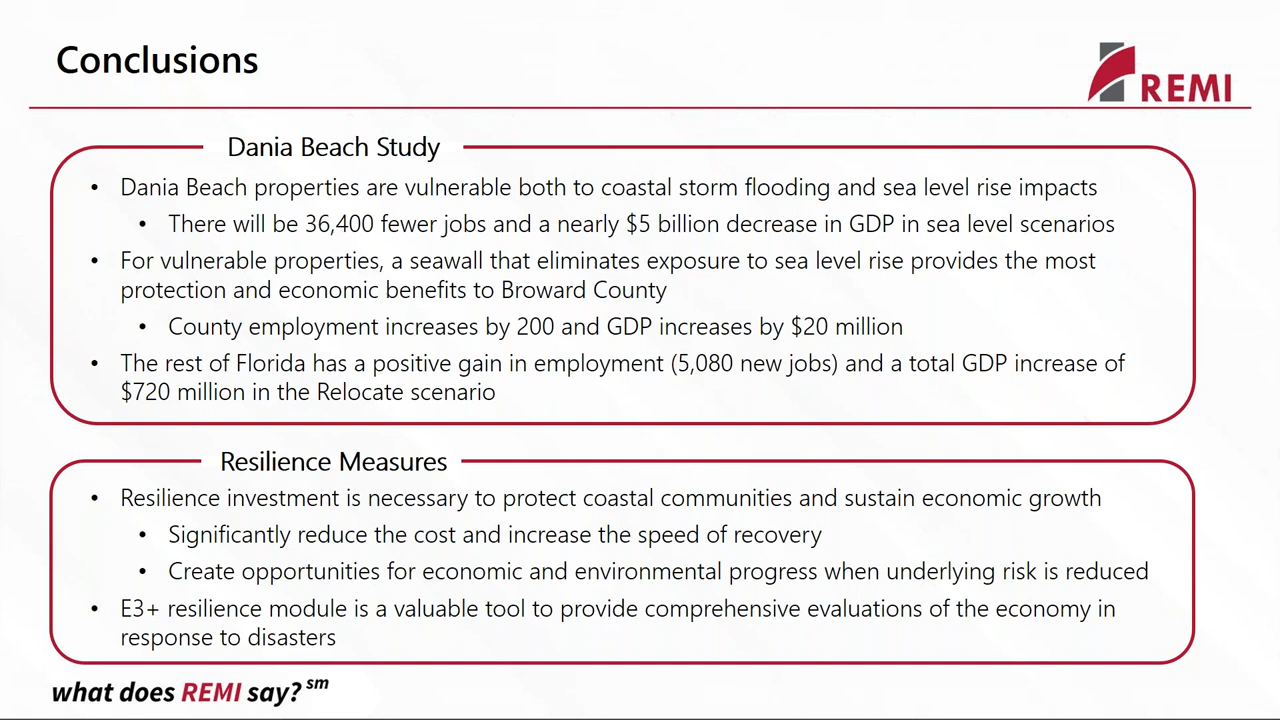 Conclusions
REMI
Dania Beach Study
• Dania Beach properties are vulnerable both to coastal storm flooding and sea level rise impacts
• There will be 36,400 fewer jobs and a nearly $5 billion decrease in GDP in sea level scenarios
• For vulnerable properties, a seawall that eliminates exposure to sea level rise provides the most
protection and economic benefits to Broward County
• County employment increases by 200 and GDP increases by $20 million
• The rest of Florida has a positive gain in employment (5,080 new jobs) and a total GDP increase of
$720 million in the Relocate scenario
Resilience Measures
• Resilience investment is necessary to protect coastal communities and sustain economic growth
• Significantly reduce the cost and increase the speed of recovery
• Create opportunities for economic and environmental progress when underlying risk is reduced
• E3+ resilience module is a valuable tool to provide comprehensive evaluations of the economy in
response to disasters
what does REMI say? sm